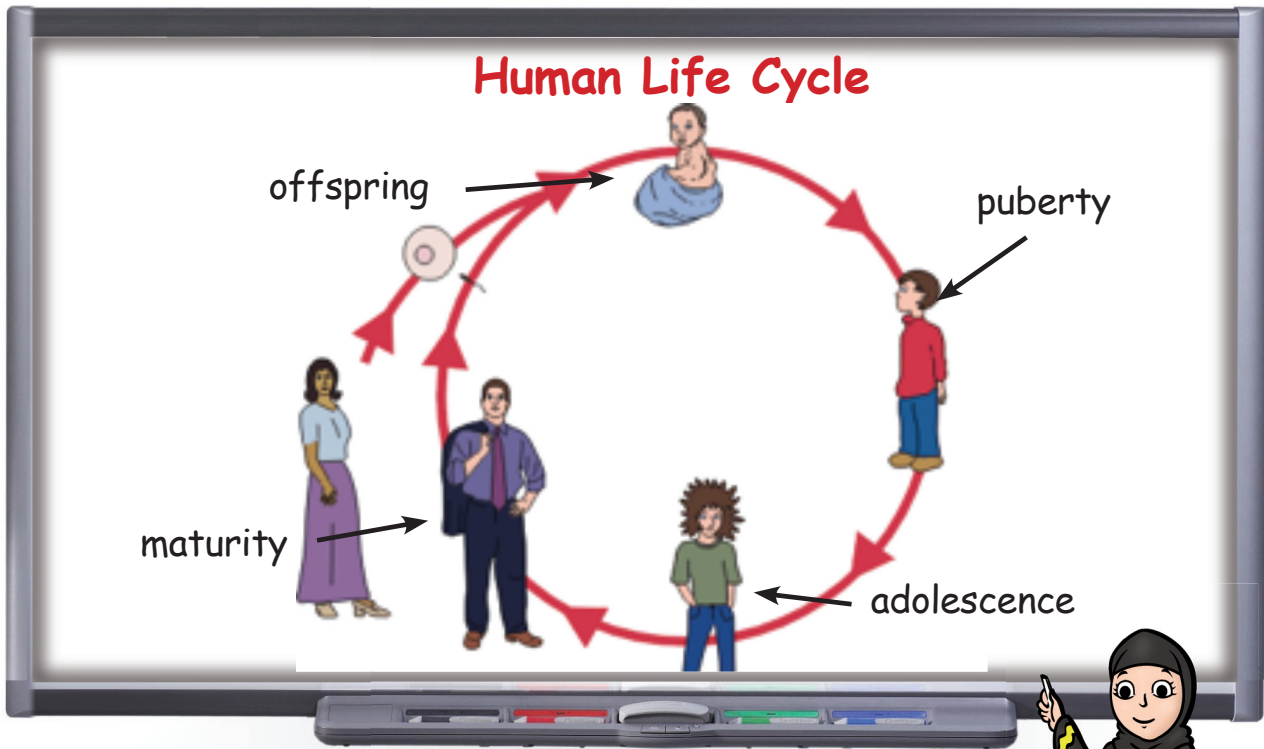 Human Life Cycle
offspring
puberty
maturity
adolescence